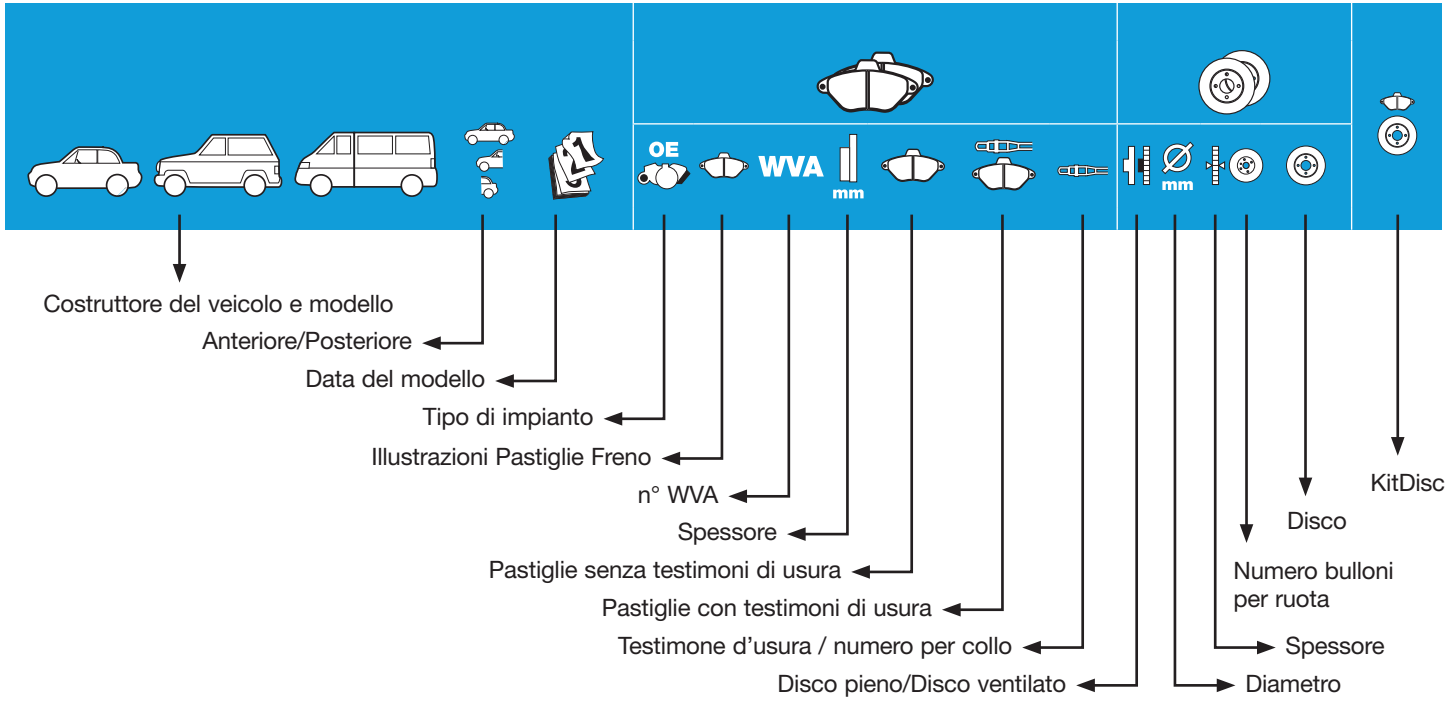 OE
WVA
mm
mm
Costruttore del veicolo e modello
Anteriore/Posteriore
Data del modello
Tipo di impianto
Illustrazioni Pastiglie Freno
n° WVA
Spessore
Pastiglie senza testimoni di usura
Pastiglie con testimoni di usura
Testimone d'usura / numero per collo
Disco pieno/Disco ventilato
KitDisc
Disco
Numero bulloni
per ruota
Spessore
Diametro